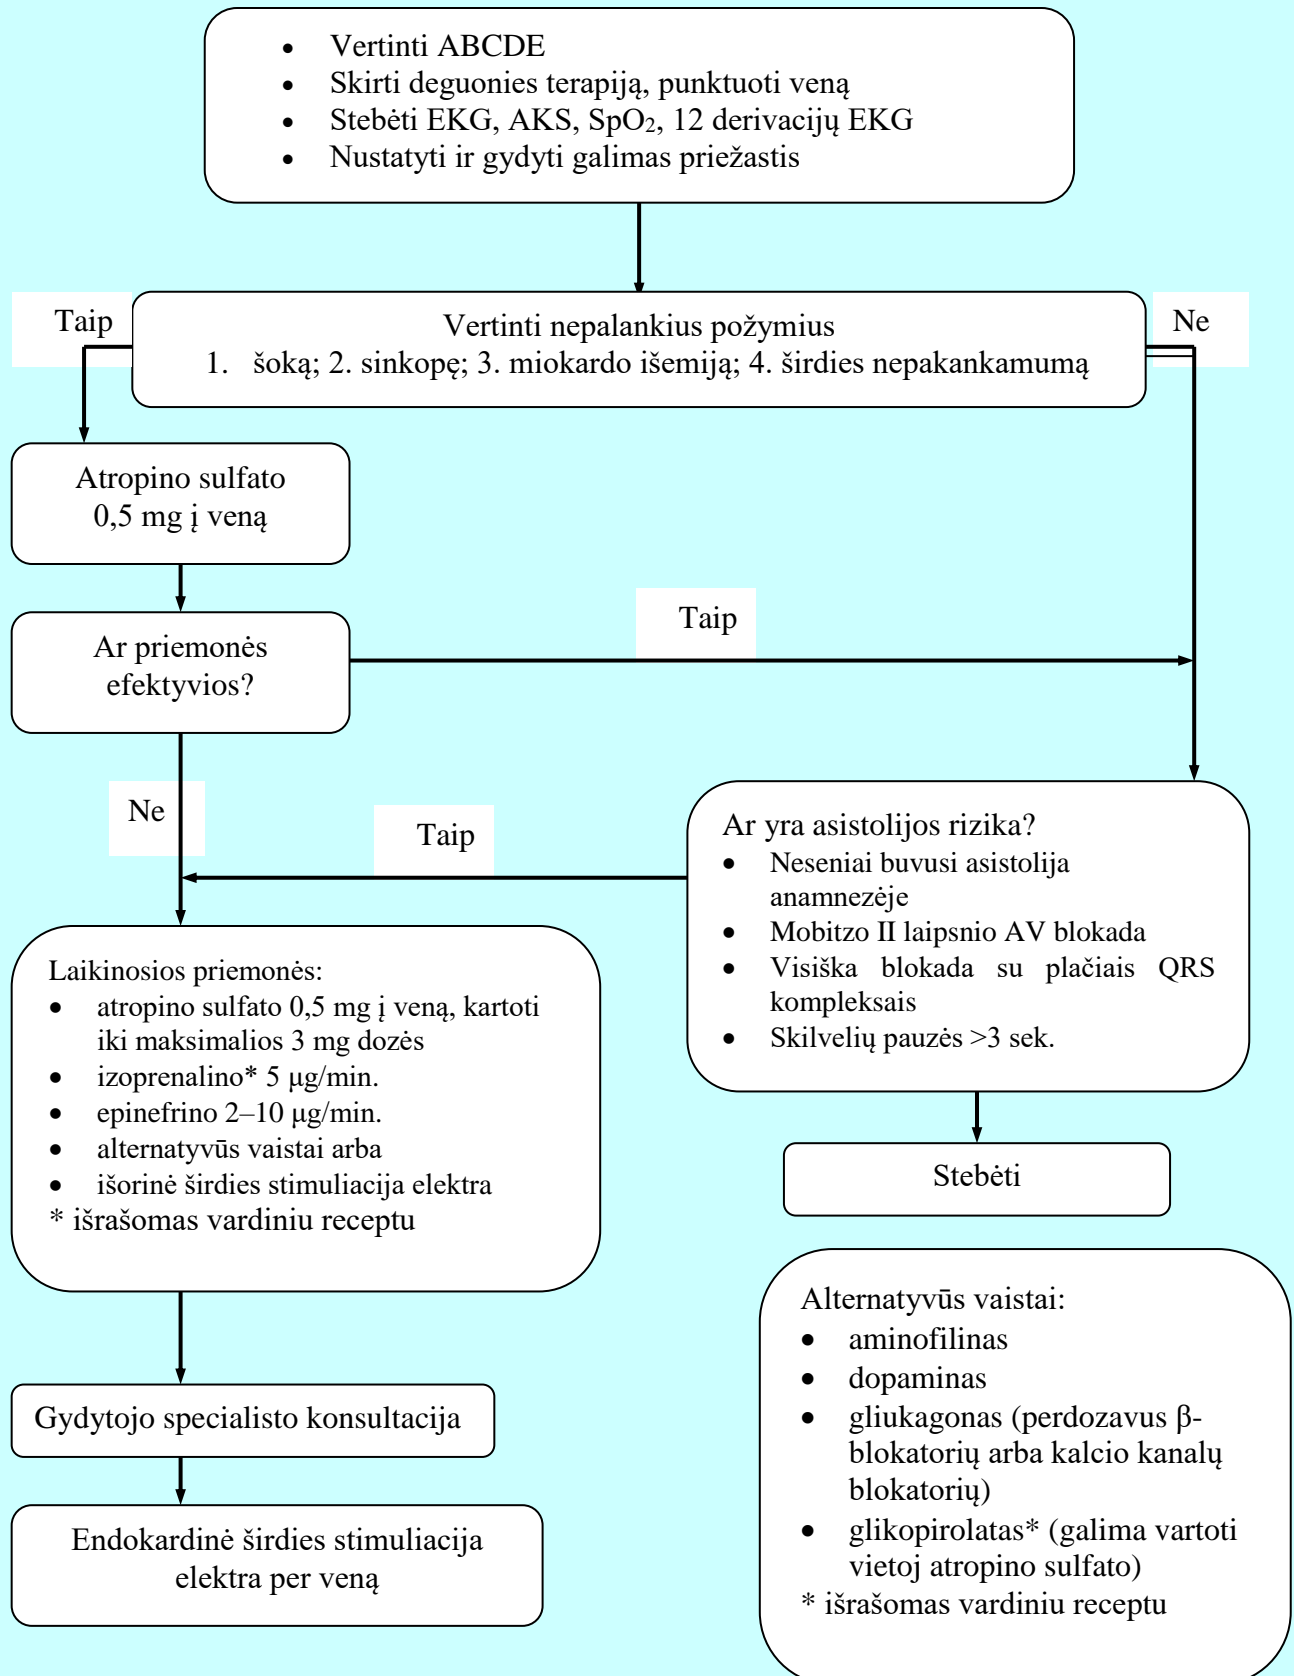 • Vertinti ABCDE
• Skirti deguonies terapiją, punktuoti veną
• Stebėti EKG, AKS, SpO₂, 12 derivacijų EKG
• Nustatyti ir gydyti galimas priežastis
Taip
Vertinti nepalankius požymius
1. šoką; 2. sinkopę; 3. miokardo išemiją; 4. širdies nepakankamumą
Ne
Atropino sulfato
0,5 mg į veną
Ar priemonės
efektyvios?
Taip
Ne
Taip
Ar yra asistolijos rizika?
• Neseniai buvusi asistolija
anamnezėje
• Mobitzo II laipsnio AV blokada
• Visiška blokada su plačiais QRS
kompleksais
• Skilvelių pauzės >3 sek.
Laikinosios priemonės:
• atropino sulfato 0,5 mg į veną, kartoti
iki maksimalios 3 mg dozės
• izoprenalino* 5 μg/min.
• epinefrino 2–10 μg/min.
• alternatyvūs vaistai arba
• išorinė širdies stimuliacija elektra
* išrašomas vardiniu receptu
Stebėti
Gydytojo specialisto konsultacija
Endokardinė širdies stimuliacija
elektra per veną
Alternatyvūs vaistai:
• aminofilinas
• dopaminas
• gliukagonas (perdozavus β-
blokatorių arba kalcio kanalų
blokatorių)
• glikopirolatas* (galima vartoti
vietoj atropino sulfato)
* išrašomas vardiniu receptu